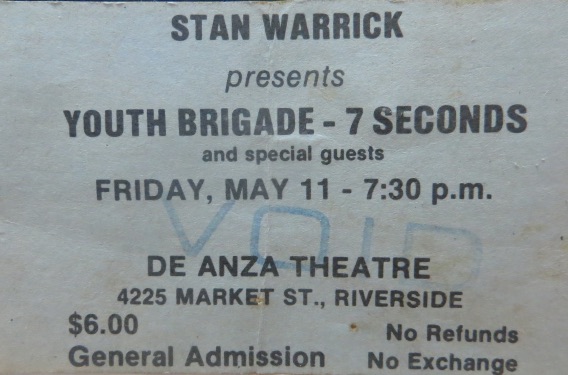 STAN WARRICK
presents
YOUTH BRIGADE - 7 SECONDS
and special guests
FRIDAY, MAY 11 - 7:30 p.m.
VOID
DE ANZA THEATRE
4225 MARKET ST., RIVERSIDE
$6.00
General Admission
No Refunds
No Exchange